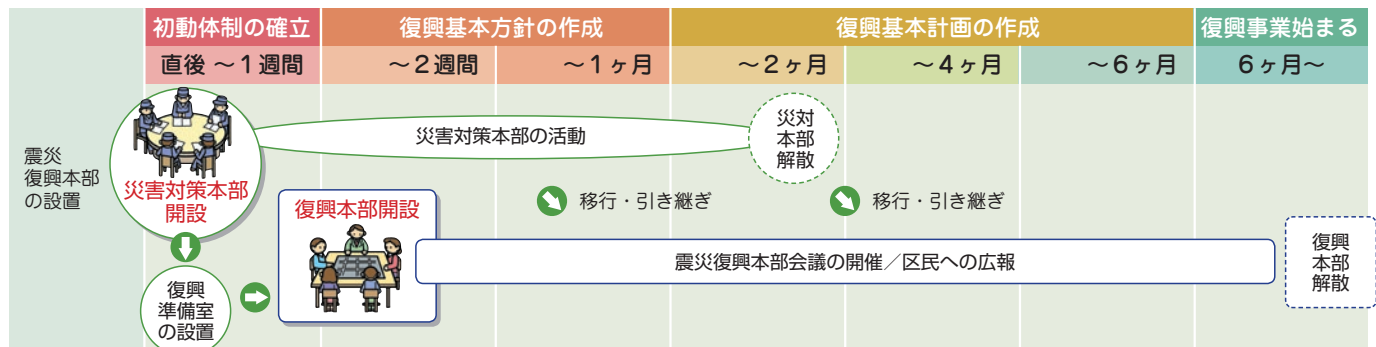 初動体制の確立
復興基本方針の作成
復興基本計画の作成
復興事業始まる
直後 ～１週間
～２週間
～１ヶ月
～２ヶ月
～４ヶ月
～６ヶ月
６ヶ月～
震災
復興本部
の設置
災害対策本部
開設
災害対策本部の活動
災対
本部
解散
移行・引き継ぎ
移行・引き継ぎ
復興
準備室
の設置
復興本部開設
震災復興本部会議の開催／区民への広報
復興
本部
解散